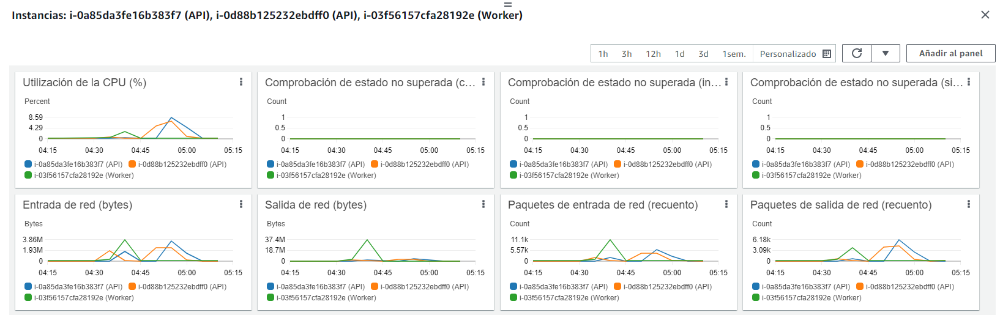 Instancias: i-0a85da3fe16b383f7 (API), i-0d88b125232ebdff0 (API), i-03f56157cfa28192e (Worker)
1h 3h 12h 1d 3d 1sem. Personalizado Añadir al panel
Utilización de la CPU (%)
Percent
8.59
4.29
0
04:15 04:30 04:45 05:00 05:15
i-0a85da3fe16b383f7 (API) i-0d88b125232ebdff0 (API)
i-03f56157cfa28192e (Worker)
Comprobación de estado no superada (c...
Count
1
0.5
0
04:15 04:30 04:45 05:00 05:15
i-0a85da3fe16b383f7 (API) i-0d88b125232ebdff0 (API)
i-03f56157cfa28192e (Worker)
Comprobación de estado no superada (in...
Count
1
0.5
0
04:15 04:30 04:45 05:00 05:15
i-0a85da3fe16b383f7 (API) i-0d88b125232ebdff0 (API)
i-03f56157cfa28192e (Worker)
Comprobación de estado no superada (si...
Count
1
0.5
0
04:15 04:30 04:45 05:00 05:15
i-0a85da3fe16b383f7 (API) i-0d88b125232ebdff0 (API)
i-03f56157cfa28192e (Worker)
Entrada de red (bytes)
Bytes
3.86M
1.93M
0
04:15 04:30 04:45 05:00 05:15
i-0a85da3fe16b383f7 (API) i-0d88b125232ebdff0 (API)
i-03f56157cfa28192e (Worker)
Salida de red (bytes)
Bytes
37.4M
18.7M
0
04:15 04:30 04:45 05:00 05:15
i-0a85da3fe16b383f7 (API) i-0d88b125232ebdff0 (API)
i-03f56157cfa28192e (Worker)
Paquetes de entrada de red (recuento)
Count
11.1k
5.57k
0
04:15 04:30 04:45 05:00 05:15
i-0a85da3fe16b383f7 (API) i-0d88b125232ebdff0 (API)
i-03f56157cfa28192e (Worker)
Paquetes de salida de red (recuento)
Count
6.18k
3.09k
0
04:15 04:30 04:45 05:00 05:15
i-0a85da3fe16b383f7 (API) i-0d88b125232ebdff0 (API)
i-03f56157cfa28192e (Worker)